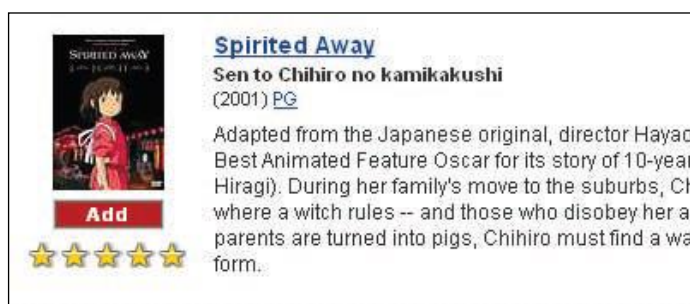 Spirited Away
Sen to Chihiro no kamikakushi
(2001) PG
SPIRITED AWAY
Adapted from the Japanese original, director Hayao
Best Animated Feature Oscar for its story of 10-year
Hiragi). During her family's move to the suburbs, Ch
where a witch rules -- and those who disobey her a
parents are turned into pigs, Chihiro must find a wa
form.
Add